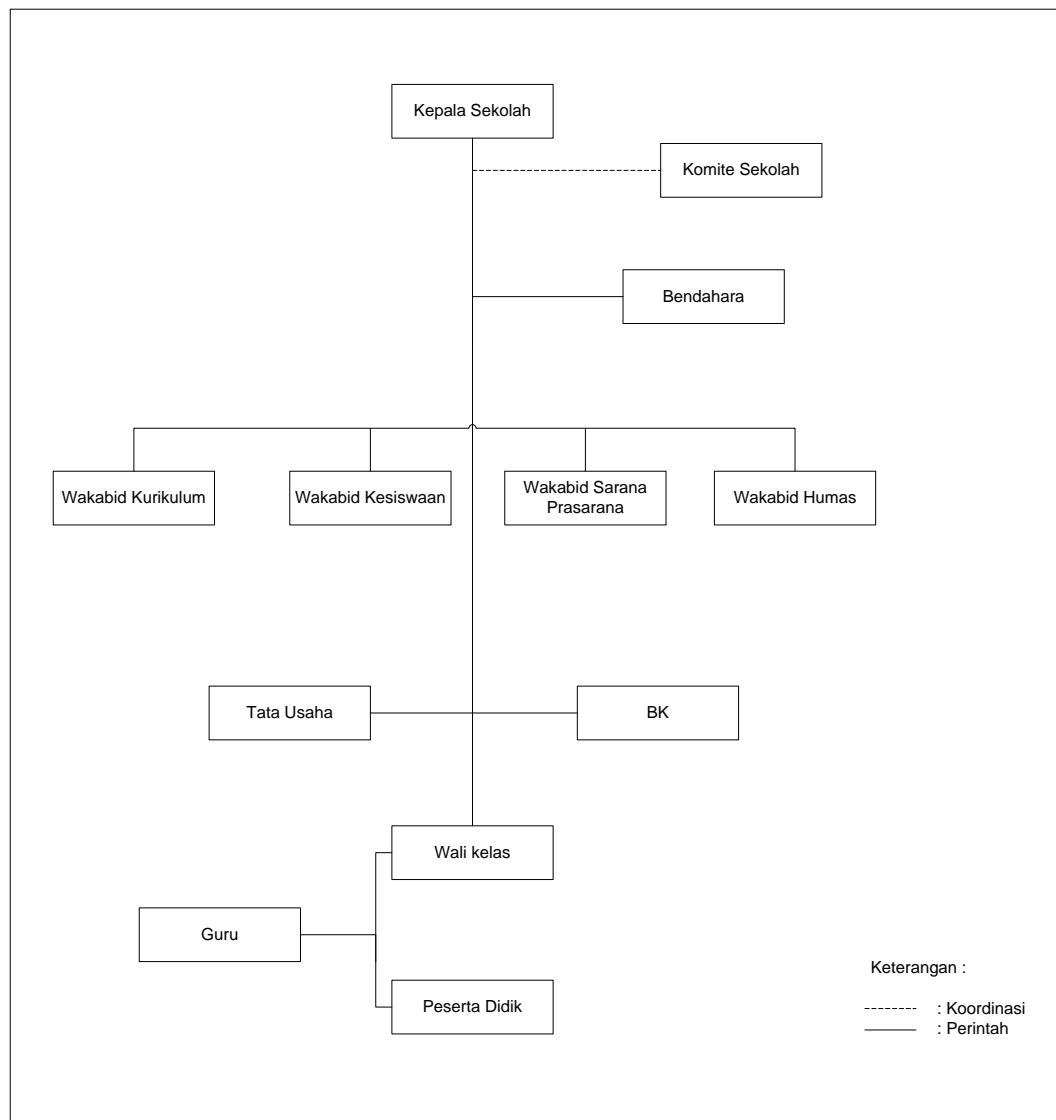 Kepala Sekolah
Komite Sekolah
Bendahara
Wakabid Kurikulum
Wakabid Kesiswaan
Wakabid Sarana
Prasarana
Wakabid Humas
Tata Usaha
BK
Wali kelas
Guru
Peserta Didik
Keterangan :
: Koordinasi
: Perintah